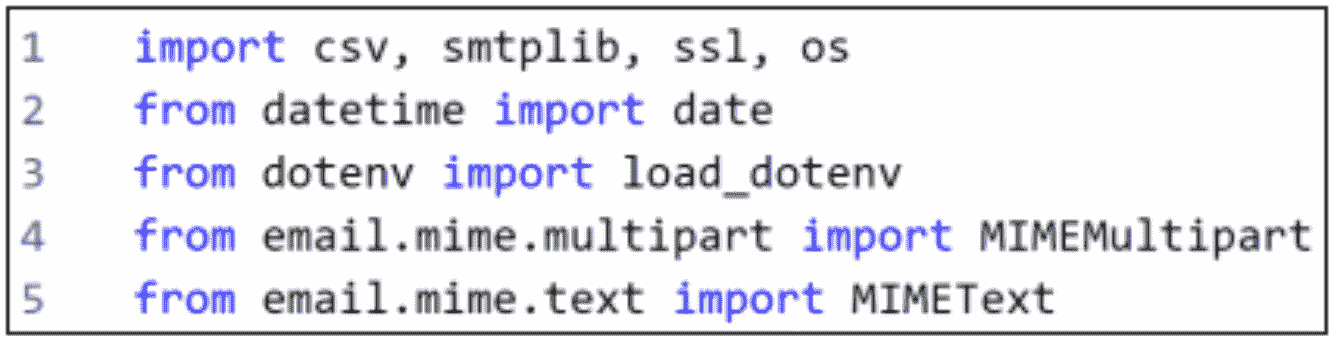 1 import csv, smtplib, ssl, os
2 from datetime import date
3 from dotenv import load_dotenv
4 from email.mime.multipart import MIMEMultipart
5 from email.mime.text import MIMEText